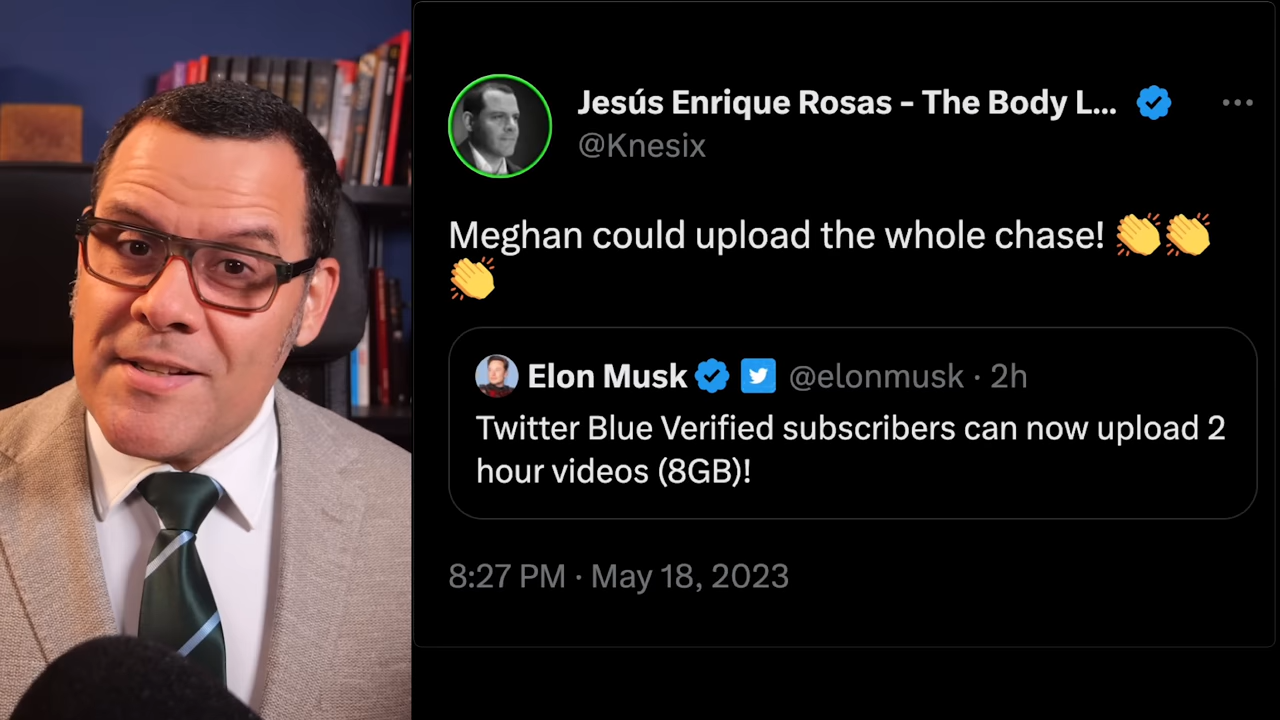 Jesús Enrique Rosas - The Body L...
@Knesix
Meghan could upload the whole chase! 👏👏
👏
Elon Musk @elonmusk · 2h
Twitter Blue Verified subscribers can now upload 2
hour videos (8GB)!
8:27 PM · May 18, 2023